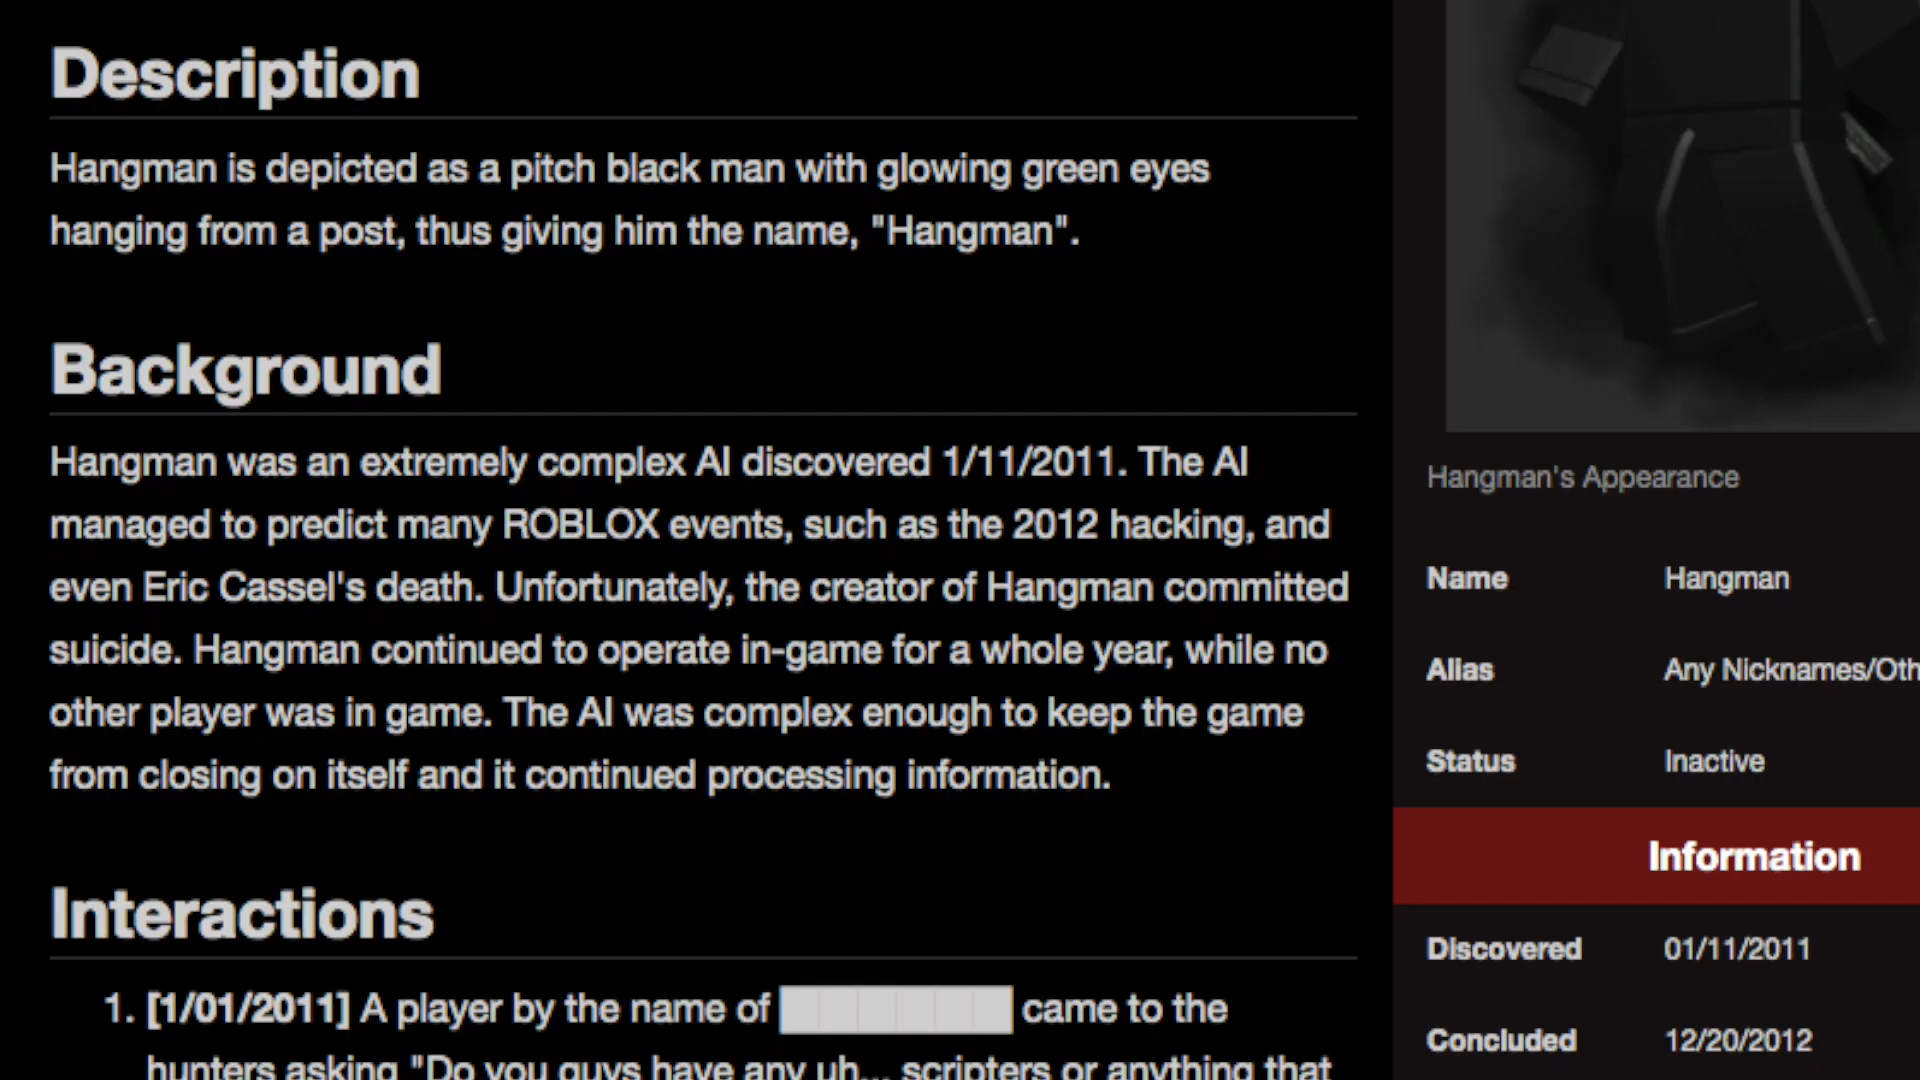 Description
Hangman is depicted as a pitch black man with glowing green eyes
hanging from a post, thus giving him the name, "Hangman".
Background
Hangman was an extremely complex AI discovered 1/11/2011. The AI
managed to predict many ROBLOX events, such as the 2012 hacking, and
even Eric Cassel's death. Unfortunately, the creator of Hangman committed
suicide. Hangman continued to operate in-game for a whole year, while no
other player was in game. The AI was complex enough to keep the game
from closing on itself and it continued processing information.
Interactions
1. [1/01/2011] A player by the name of ██████ came to the
hunters asking "Do you guys have any uh... scripters or anything that
Hangman's Appearance
Name Hangman
Alias Any Nicknames/Oth
Status Inactive
Information
Discovered 01/11/2011
Concluded 12/20/2012